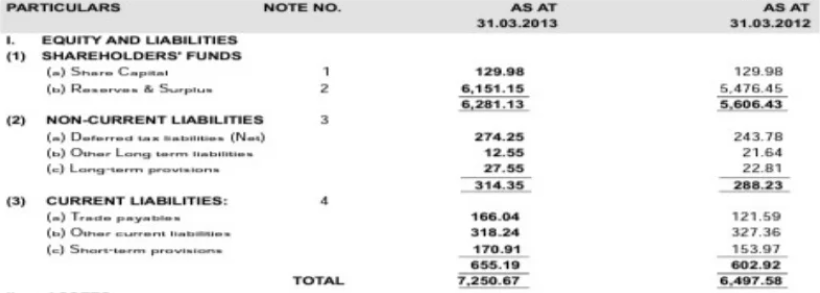 PARTICULARS NOTE NO. AS AT AS AT
31.03.2013 31.03.2012
I. EQUITY AND LIABILITIES
(1) SHAREHOLDERS' FUNDS
(a) Share Capital 1 129.98 129.98
(b) Reserves & Surplus 2 6,151.15 5,476.45
6,281.13 5,606.43
(2) NON-CURRENT LIABILITIES 3
(a) Deferred tax liabilities (Net) 274.25 243.78
(b) Other Long term liabilities 12.55 21.64
(c) Long-term provisions 27.55 22.81
314.35 288.23
(3) CURRENT LIABILITIES: 4
(a) Trade payables 166.04 121.59
(b) Other current liabilities 318.24 327.36
(c) Short-term provisions 170.91 153.97
655.19 602.92
TOTAL 7,250.67 6,497.58